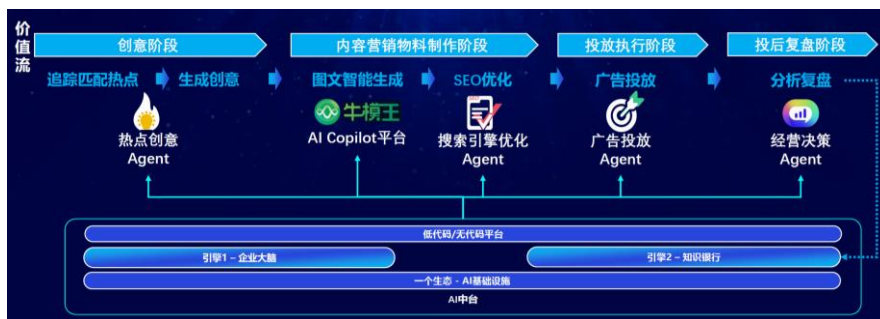 价值流
创意阶段
内容营销物料制作阶段
投放执行阶段
投后复盘阶段
追踪匹配热点
生成创意
图文智能生成
SEO优化
广告投放
分析复盘
热点创意
Agent
牛模王
AI Copilot平台
搜索引擎优化
Agent
广告投放
Agent
经营决策
Agent
低代码/无代码平台
引擎1 – 企业大脑
引擎2 – 知识银行
一个生态 - AI基础设施
AI中台